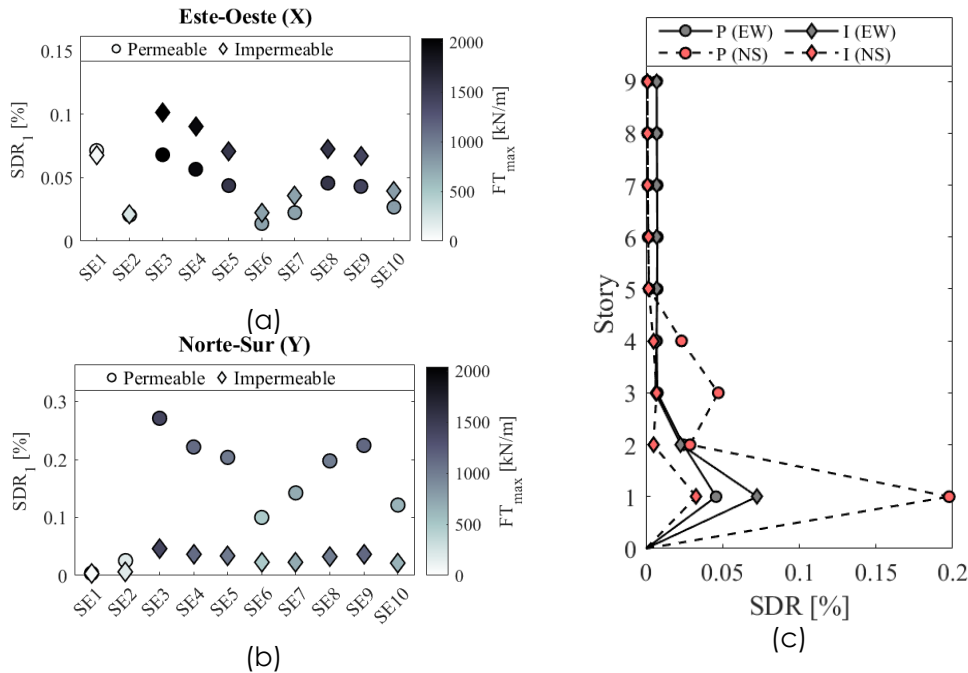 Este-Oeste (X)
Permeable Impermeable
SDR1 [%]
0.15
0.1
0.05
0
SE1 SE2 SE3 SE4 SE5 SE6 SE7 SE8 SE9 SE10
2000
1500
1000
500
0
FTmax [kN/m]
(a)
Norte-Sur (Y)
Permeable Impermeable
SDR1 [%]
0.3
0.2
0.1
0
SE1 SE2 SE3 SE4 SE5 SE6 SE7 SE8 SE9 SE10
2000
1500
1000
500
0
FTmax [kN/m]
(b)
P (EW) I (EW)
P (NS) I (NS)
Story
9
8
7
6
5
4
3
2
1
0
0 0.05 0.1 0.15 0.2
SDR [%]
(c)